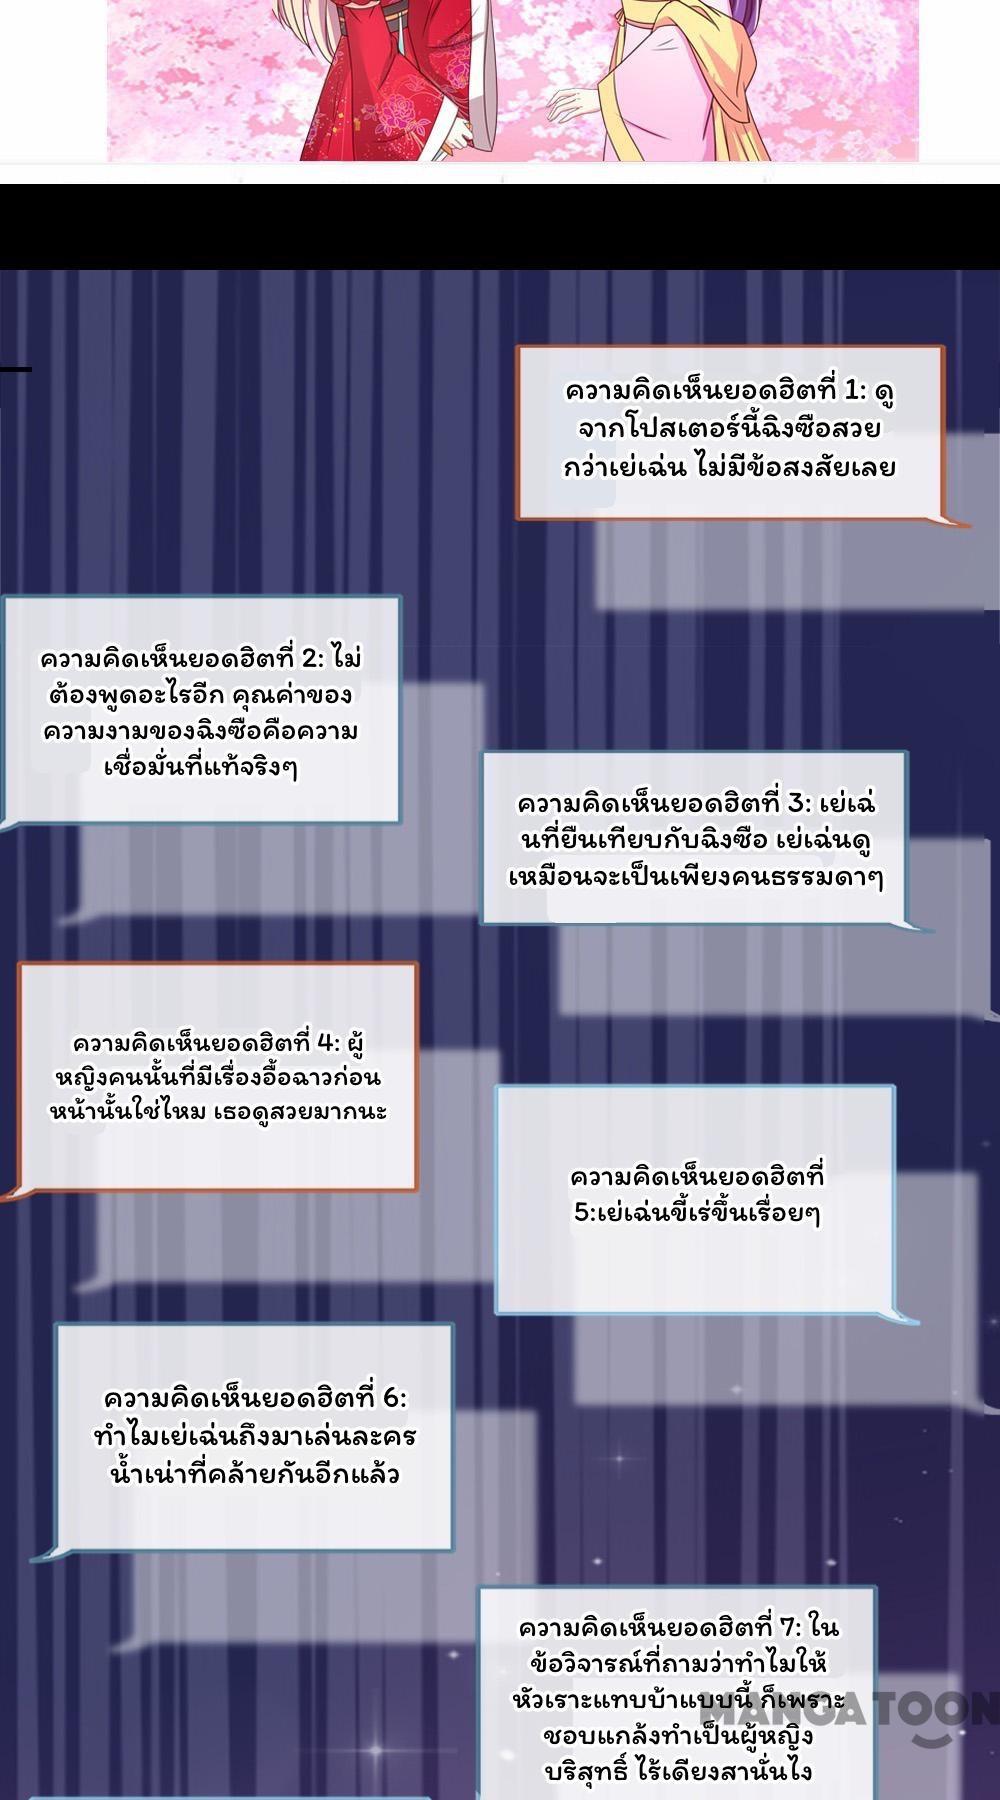 ความคิดเห็นยอดฮิตที่ 1: ดู
จากโปสเตอร์นี้ฉิงซือสวย
กว่าเย่เฉ่น ไม่มีข้อสงสัยเลย
ความคิดเห็นยอดฮิตที่ 2: ไม่
ต้องพูดอะไรอีก คุณค่าของ
ความงามของฉิงซือคือความ
เชื่อมั่นที่แท้จริงๆ
ความคิดเห็นยอดฮิตที่ 3: เย่เฉ่
นที่ยืนเทียบกับฉิงซือ เย่เฉ่นดู
เหมือนจะเป็นเพียงคนธรรมดาๆ
ความคิดเห็นยอดฮิตที่ 4: ผู้
หญิงคนนั้นที่มีเรื่องอื้อฉาวก่อน
หน้านั้นใช่ไหม เธอดูสวยมากนะ
ความคิดเห็นยอดฮิตที่
5:เย่เฉ่นขี้เร่ขึ้นเรื่อยๆ
ความคิดเห็นยอดฮิตที่ 6:
ทำไมเย่เฉ่นถึงมาเล่นละคร
น้ำเน่าที่คล้ายกันอีกแล้ว
ความคิดเห็นยอดฮิตที่ 7: ใน
ข้อวิจารณ์ที่ถามว่าทำไมให้
หัวเราะแทบบ้าแบบนี้ ก็เพราะ
ชอบแกล้งทำเป็นผู้หญิง
บริสุทธิ์ ไร้เดียงสานั่นไง
MANGATOON